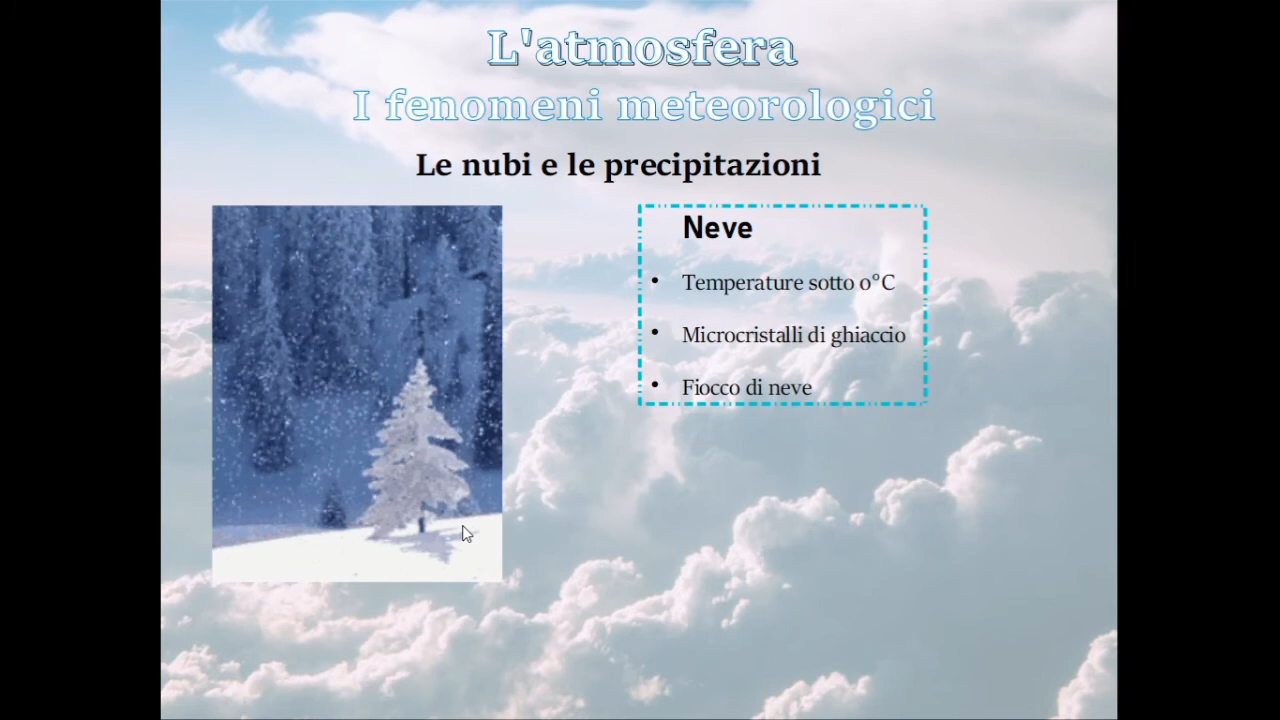 L'atmosfera
I fenomeni meteorologici
Le nubi e le precipitazioni
Neve
• Temperature sotto 0°C
• Microcristalli di ghiaccio
• Fiocco di neve